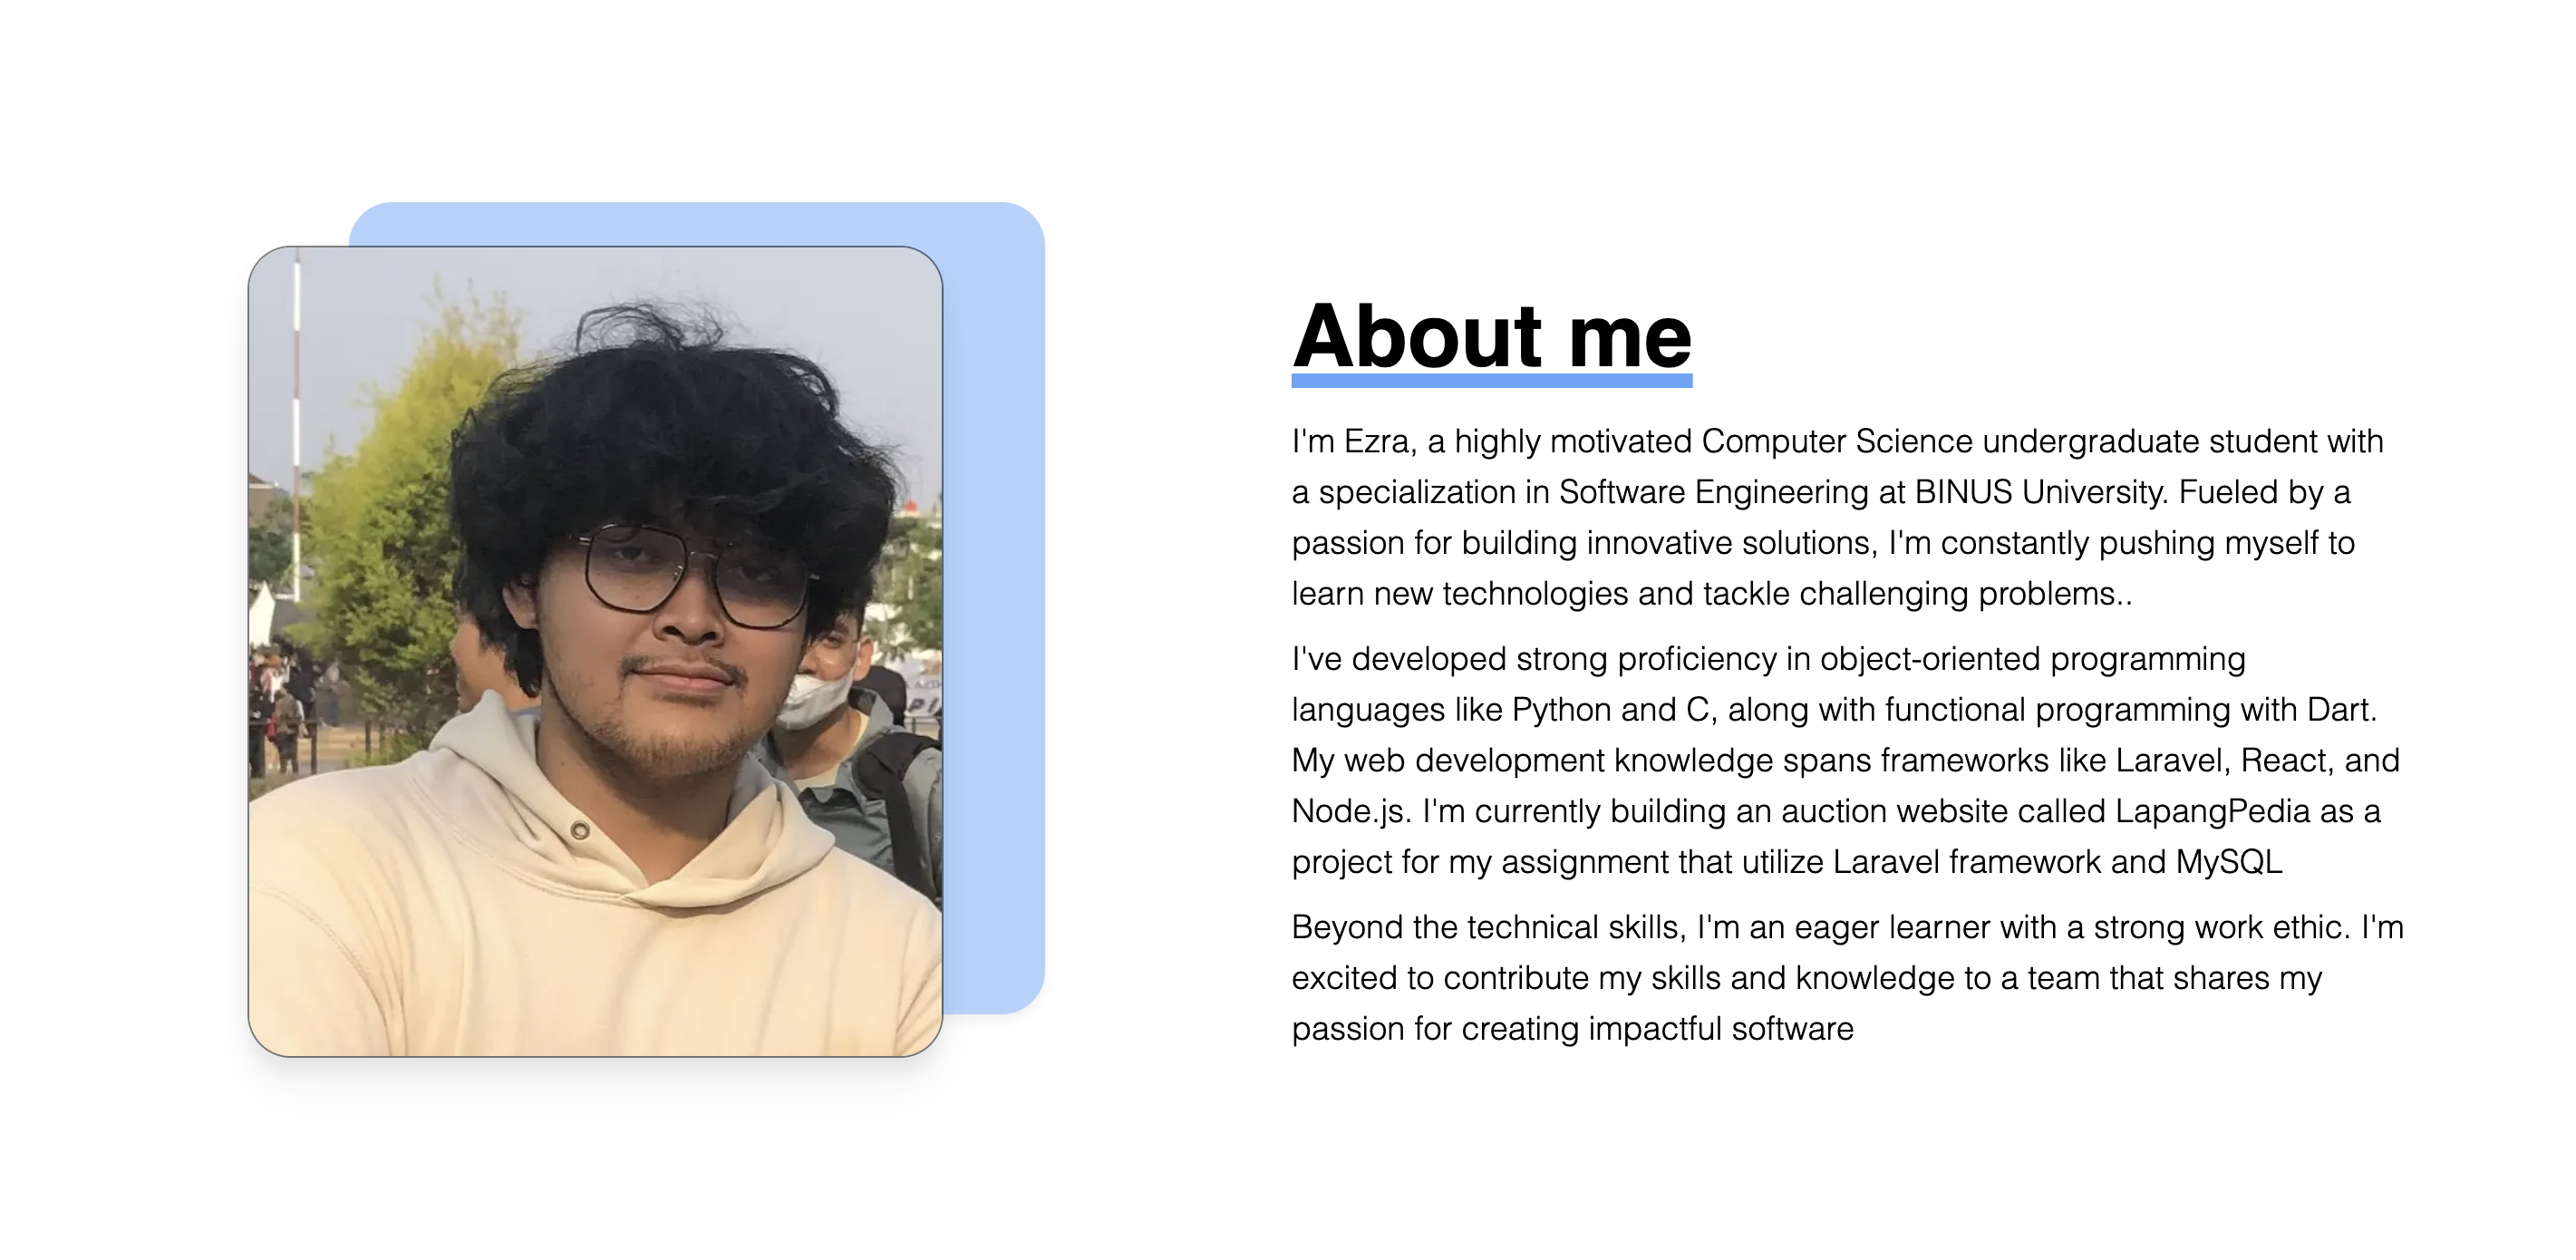 About me
I'm Ezra, a highly motivated Computer Science undergraduate student with
a specialization in Software Engineering at BINUS University. Fueled by a
passion for building innovative solutions, I'm constantly pushing myself to
learn new technologies and tackle challenging problems..
I've developed strong proficiency in object-oriented programming
languages like Python and C, along with functional programming with Dart.
My web development knowledge spans frameworks like Laravel, React, and
Node.js. I'm currently building an auction website called LapangPedia as a
project for my assignment that utilize Laravel framework and MySQL
Beyond the technical skills, I'm an eager learner with a strong work ethic. I'm
excited to contribute my skills and knowledge to a team that shares my
passion for creating impactful software